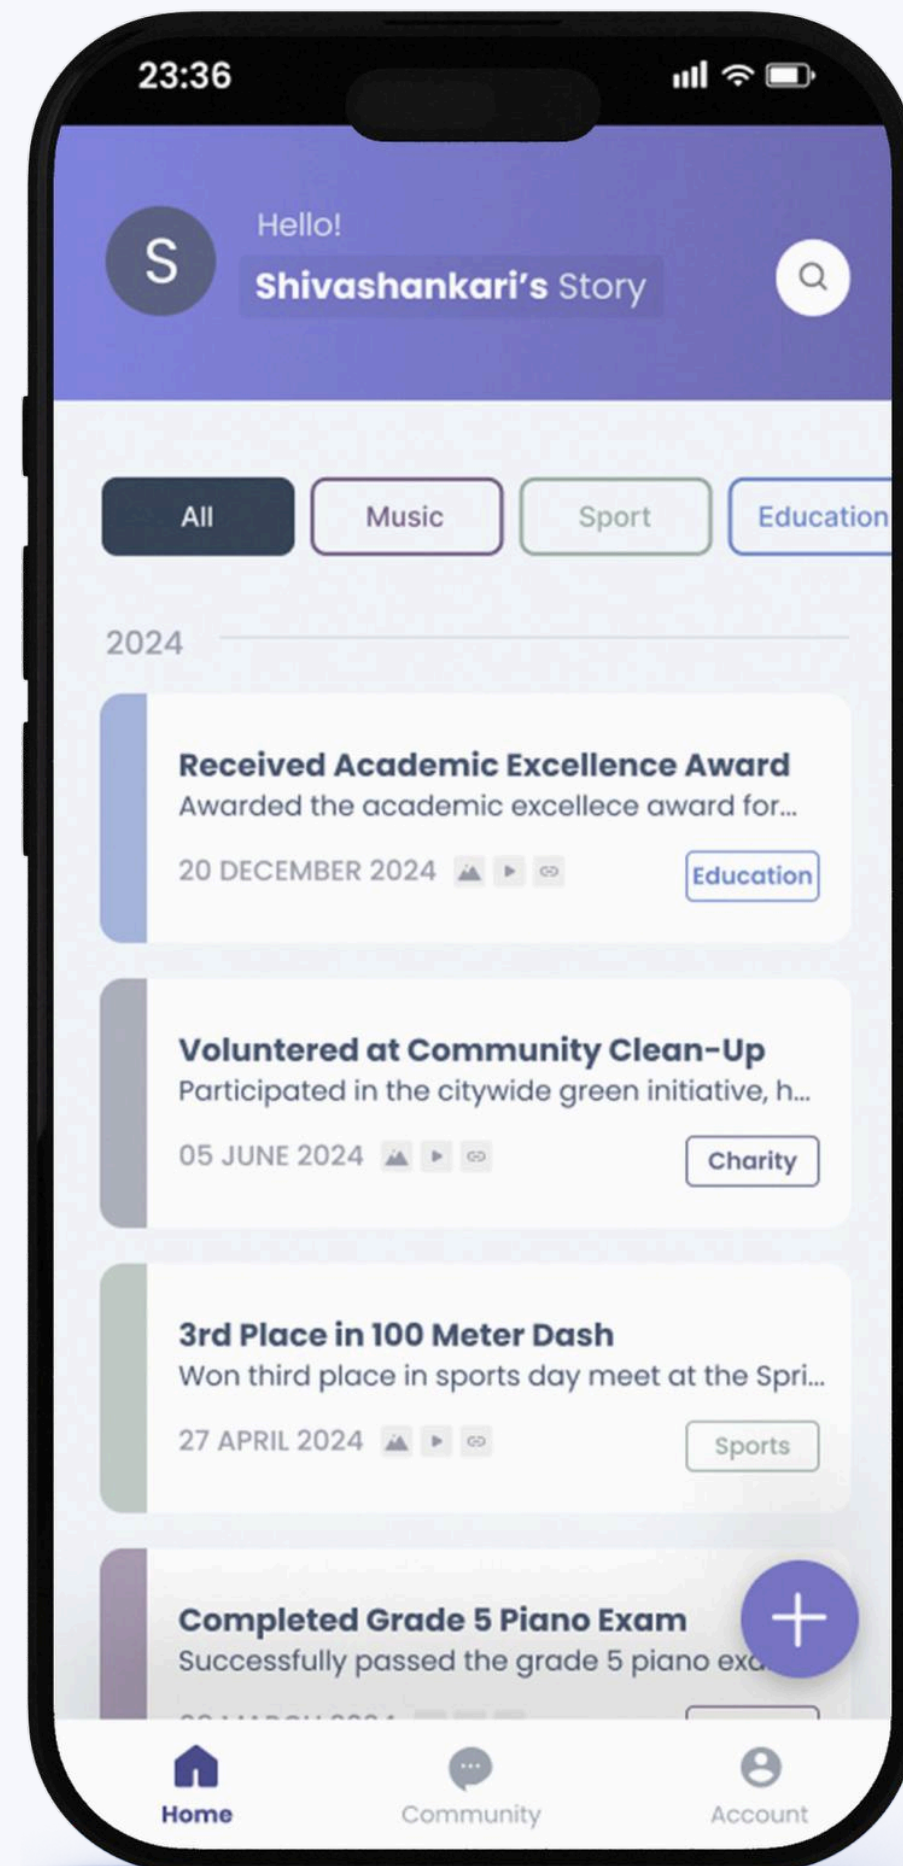 23:36
S
Hello!
Shivashankari's Story
All
Music
Sport
Education
2024
Received Academic Excellence Award
Awarded the academic excellece award for...
20 DECEMBER 2024
Education
Voluntered at Community Clean-Up
Participated in the citywide green initiative, h...
05 JUNE 2024
Charity
3rd Place in 100 Meter Dash
Won third place in sports day meet at the Spri...
27 APRIL 2024
Sports
Completed Grade 5 Piano Exam
Successfully passed the grade 5 piano
Home
Community
Account